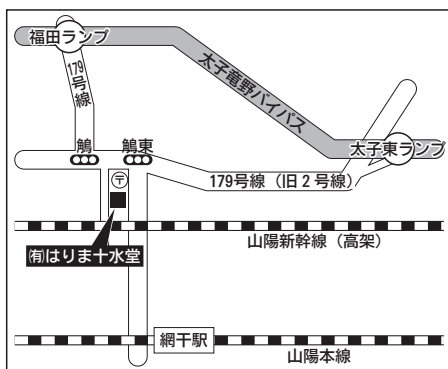 福田ランプ
179号線
太子竜野バイパス
鵤
鵤東
太子東ランプ
〒
179号線（旧2号線）
山陽新幹線（高架）
㈲はりま十水堂
網干駅
山陽本線